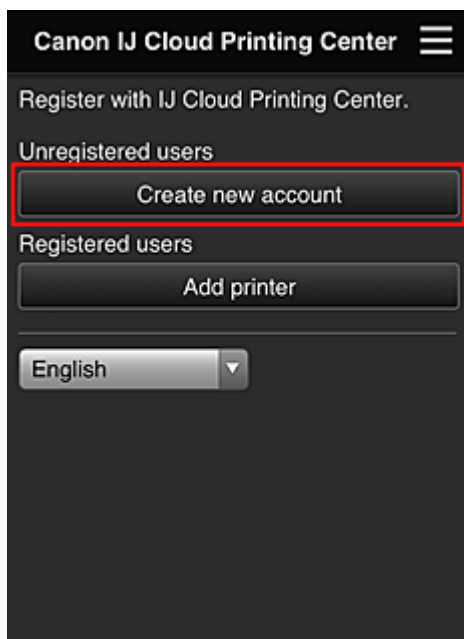 Canon IJ Cloud Printing Center
Register with IJ Cloud Printing Center.
Unregistered users
Create new account
Registered users
Add printer
English